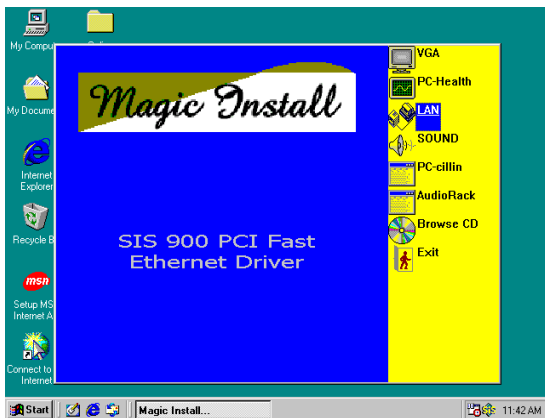 My Compu
My Docume
Internet
Explorer
Recycle B
msn
Setup MS
Internet A
Connect to
Internet
Magic Install
SIS 900 PCI Fast
Ethernet Driver
VGA
PC-Health
LAN
SOUND
PC-cillin
AudioRack
Browse CD
Exit
Start
Magic Install...
11:42 AM